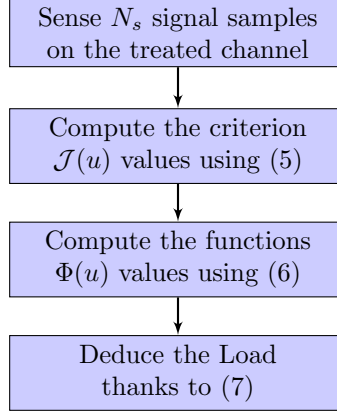 Sense N_s signal samples
on the treated channel
Compute the criterion
𝒥(u) values using (5)
Compute the functions
Φ(u) values using (6)
Deduce the Load
thanks to (7)